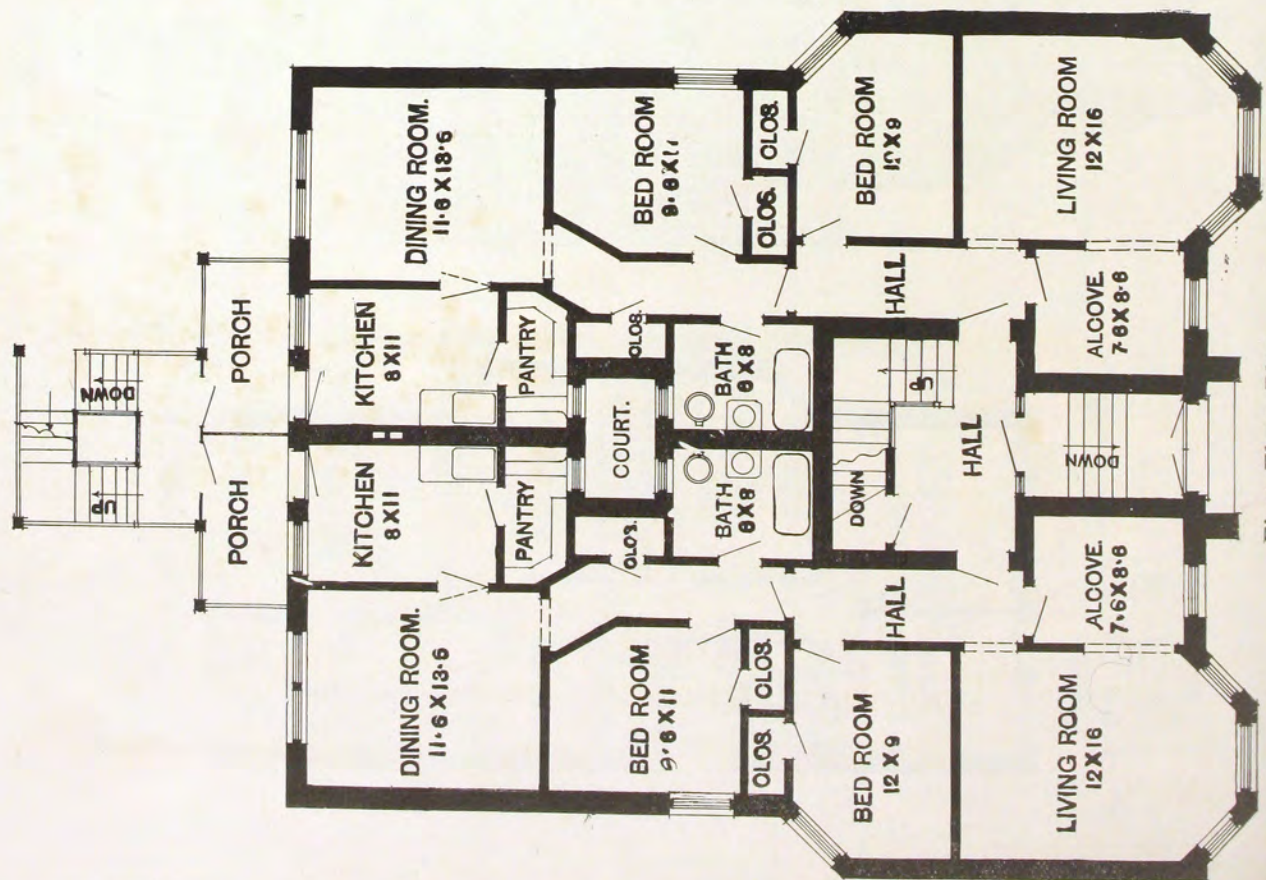 DOWN
UP
PORCH
PORCH
DINING ROOM.
11·6 X 13·6
KITCHEN
8 X 11
KITCHEN
8 X 11
DINING ROOM.
11·6 X 13·6
PANTRY
PANTRY
BED ROOM
9·6 X 11
CLOS.
COURT.
CLOS.
BED ROOM
9·6 X 11
CLOS.
CLOS.
BATH
6 X 8
BATH
6 X 8
CLOS.
CLOS.
BED ROOM
12 X 9
HALL
UP
DOWN
HALL
HALL
BED ROOM
12 X 9
LIVING ROOM
12 X 16
ALCOVE.
7·6 X 8·6
DOWN
ALCOVE.
7·6 X 8·6
LIVING ROOM
12 X 16